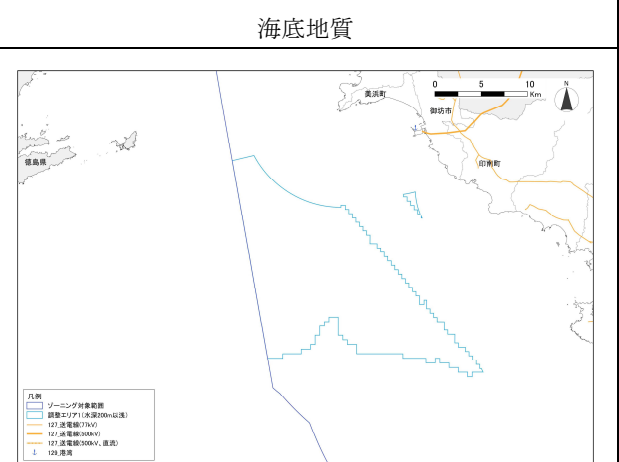 海底地質
美浜町
0 5 10
Km
N
御坊市
徳島県
印南町
凡例
ゾーニング対象範囲
調整エリア1(水深200m以浅)
127_送電線(77kV)
127_送電線(500kV)
127_送電線(500kV、直流)
129_港湾